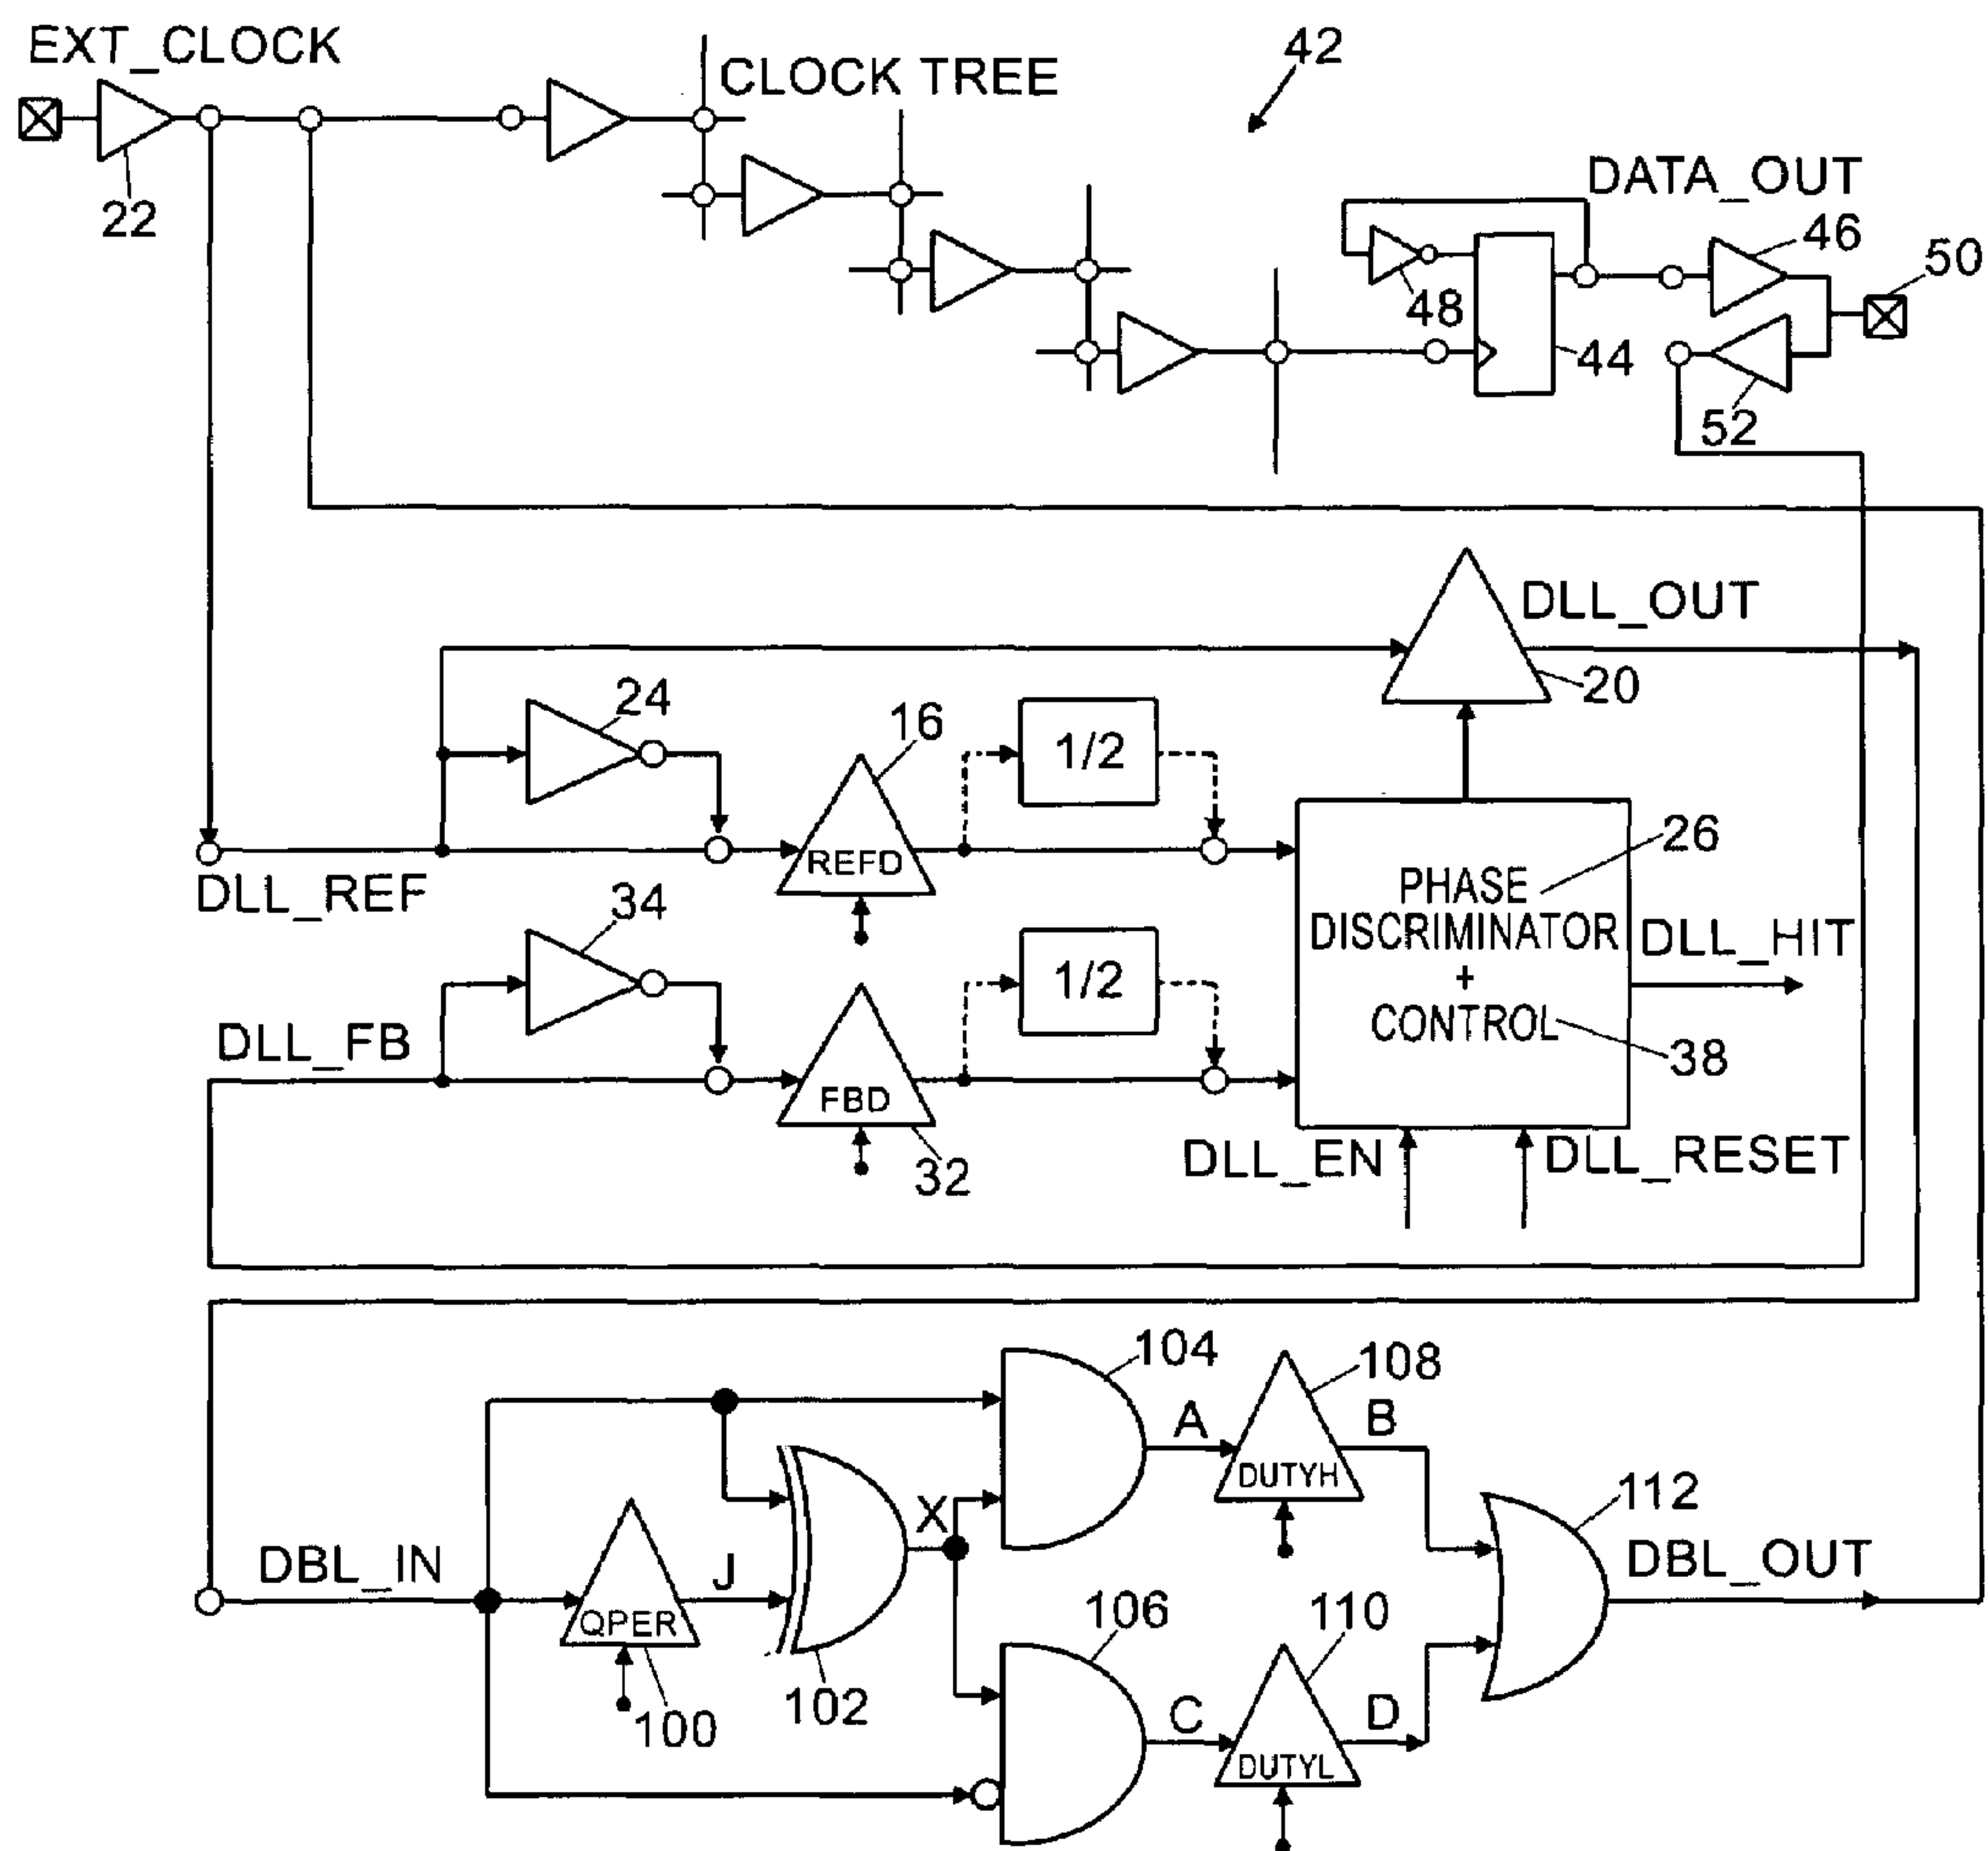 EXT_CLOCK
CLOCK TREE
42
22
DATA_OUT
46
50
48
44
52
DLL_OUT
20
24
16
1/2
REFD
DLL_REF
26
PHASE
DISCRIMINATOR
+
CONTROL
DLL_HIT
38
34
1/2
DLL_FB
FBD
32
DLL_EN
DLL_RESET
104
108
A
B
DUTYH
112
X
DBL_IN
J
QPER
DBL_OUT
100
102
106
110
C
D
DUTYL